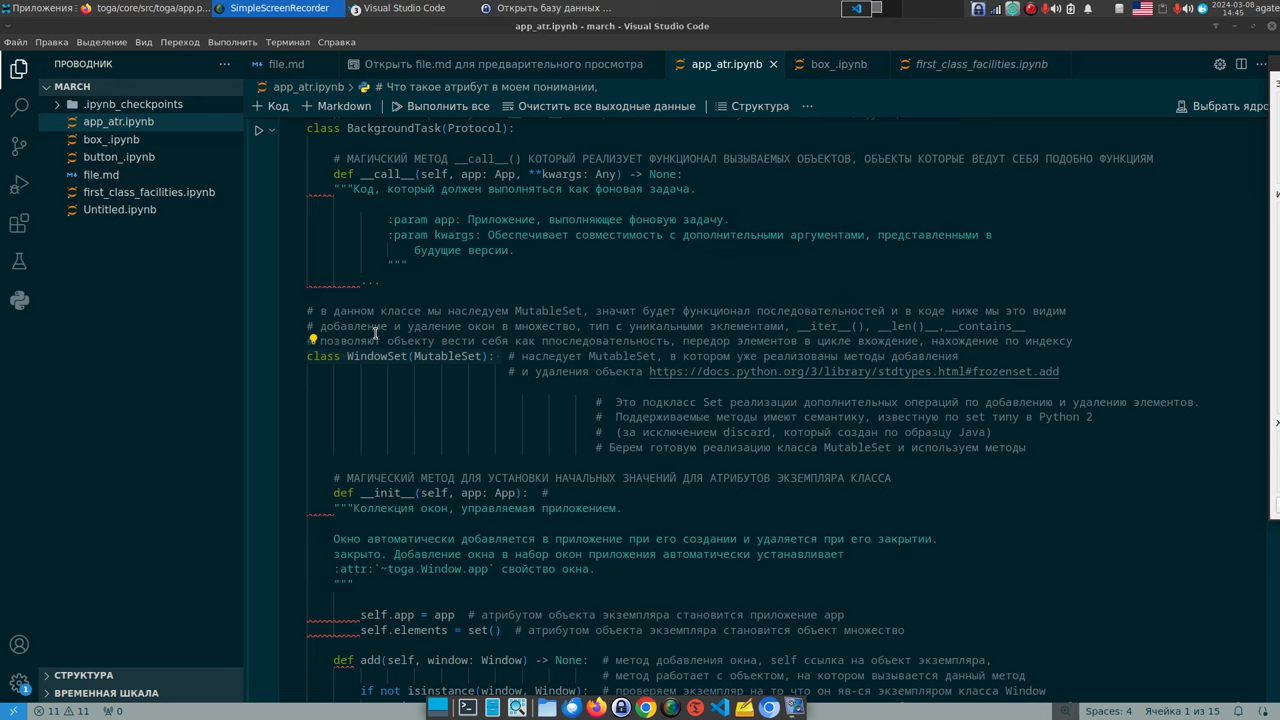 Приложения
toga/core/src/toga/app.p...
SimpleScreenRecorder
Visual Studio Code
Открыть базу данных ...
2024-03-08
14:45
agate
app_atr.ipynb - march - Visual Studio Code
Файл Правка Выделение Вид Переход Выполнить Терминал Справка
ПРОВОДНИК ...
file.md
Открыть file.md для предварительного просмотра
app_atr.ipynb
box_.ipynb
first_class_facilities.ipynb
MARCH
app_atr.ipynb > # Что такое атрибут в моем понимании,
+ Код + Markdown Выполнить все Очистить все выходные данные Структура ... Выбрать ядро
.ipynb_checkpoints
app_atr.ipynb
box_.ipynb
button_.ipynb
file.md
first_class_facilities.ipynb
Untitled.ipynb
class BackgroundTask(Protocol):
# МАГИЧСКИЙ МЕТОД __call__() КОТОРЫЙ РЕАЛИЗУЕТ ФУНКЦИОНАЛ ВЫЗЫВАЕМЫХ ОБЪЕКТОВ, ОБЪЕКТЫ КОТОРЫЕ ВЕДУТ СЕБЯ ПОДОБНО ФУНКЦИЯМ
def __call__(self, app: App, **kwargs: Any) -> None:
"""Код, который должен выполняться как фоновая задача.
:param app: Приложение, выполняющее фоновую задачу.
:param kwargs: Обеспечивает совместимость с дополнительными аргументами, представленными в
будущие версии.
"""
...
# в данном классе мы наследуем MutableSet, значит будет функционал последовательностей и в коде ниже мы это видим
# добавление и удаление окон в множество, тип с уникальными эклементами, __iter__(), __len()__,__contains__
# позволяют объекту вести себя как ппоследовательность, передор элементов в цикле вхождение, нахождение по индексу
class WindowSet(MutableSet): # наследует MutableSet, в котором уже реализованы методы добавления
# и удаления объекта https://docs.python.org/3/library/stdtypes.html#frozenset.add
# Это подкласс Set реализации дополнительных операций по добавлению и удалению элементов.
# Поддерживаемые методы имеют семантику, известную по set типу в Python 2
# (за исключением discard, который создан по образцу Java)
# Берем готовую реализацию класса MutableSet и используем методы
# МАГИЧЕСКИЙ МЕТОД ДЛЯ УСТАНОВКИ НАЧАЛЬНЫХ ЗНАЧЕНИЙ ДЛЯ АТРИБУТОВ ЭКЗЕМПЛЯРА КЛАССА
def __init__(self, app: App): #
"""Коллекция окон, управляемая приложением.
Окно автоматически добавляется в приложение при его создании и удаляется при его закрытии.
закрыто. Добавление окна в набор окон приложения автоматически устанавливает
:attr:`~toga.Window.app` свойство окна.
"""
self.app = app # атрибутом объекта экземпляра становится приложение app
self.elements = set() # атрибутом объекта экземпляра становится объект множество
def add(self, window: Window) -> None: # метод добавления окна, self ссылка на объект экземпляра,
# метод работает с объектом, на котором вызывается данный метод
if not isinstance(window, Window): # проверяем экземпляр на то что он яв-ся экземпляром класса Window
СТРУКТУРА
ВРЕМЕННАЯ ШКАЛА
1
11 11 0
Spaces: 4 Ячейка 1 из 15